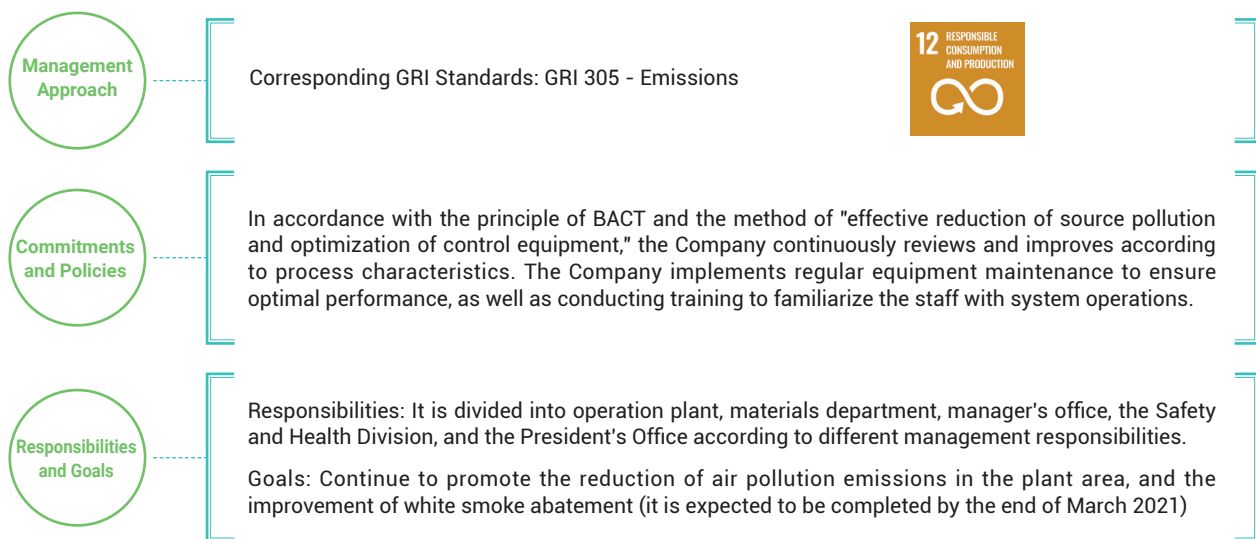 Management
Approach
Corresponding GRI Standards: GRI 305 - Emissions
12 RESPONSIBLE
CONSUMPTION
AND PRODUCTION
Commitments
and Policies
In accordance with the principle of BACT and the method of "effective reduction of source pollution
and optimization of control equipment," the Company continuously reviews and improves according
to process characteristics. The Company implements regular equipment maintenance to ensure
optimal performance, as well as conducting training to familiarize the staff with system operations.
Responsibilities
and Goals
Responsibilities: It is divided into operation plant, materials department, manager's office, the Safety
and Health Division, and the President's Office according to different management responsibilities.
Goals: Continue to promote the reduction of air pollution emissions in the plant area, and the
improvement of white smoke abatement (it is expected to be completed by the end of March 2021)